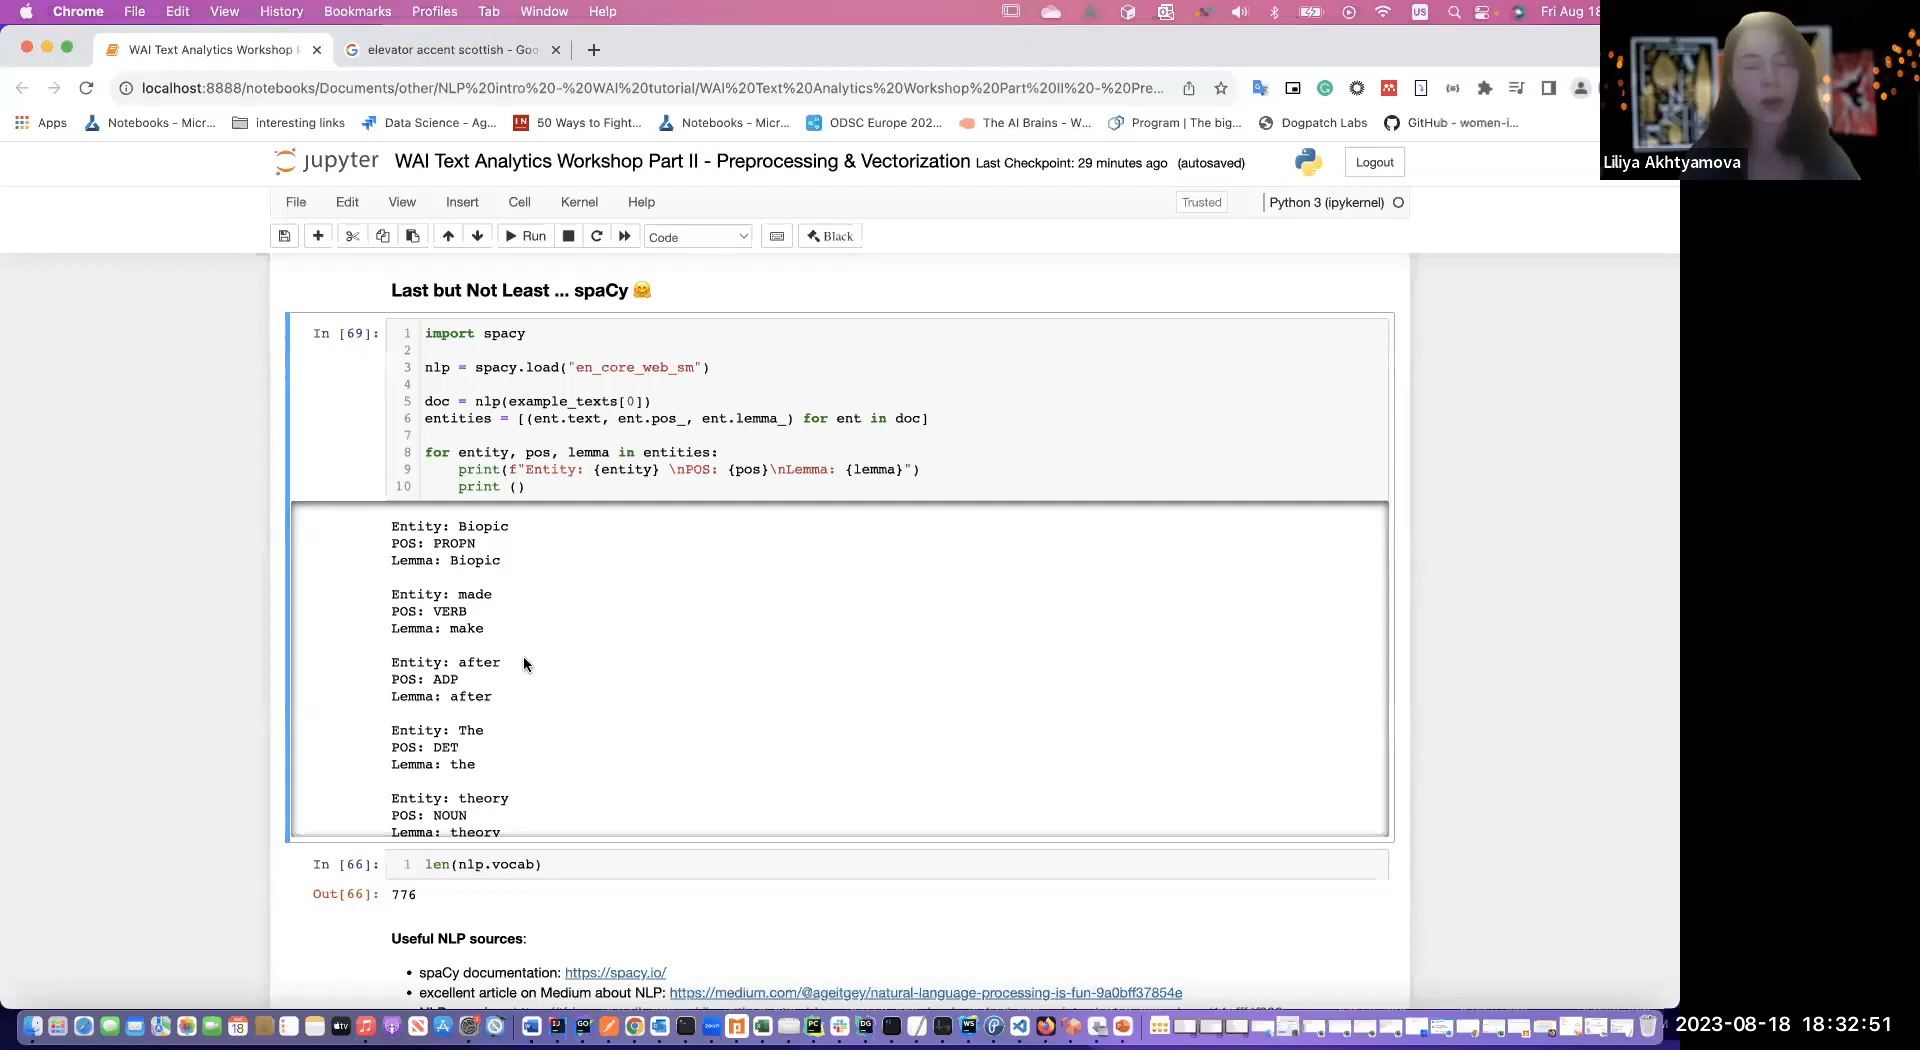 Chrome File Edit View History Bookmarks Profiles Tab Window Help US Fri Aug 18
WAI Text Analytics Workshop P
elevator accent scottish - Goo
localhost:8888/notebooks/Documents/other/NLP%20intro%20-%20WAI%20tutorial/WAI%20Text%20Analytics%20Workshop%20Part%20II%20-%20Pre...
Apps Notebooks - Micr... interesting links Data Science - Ag... 50 Ways to Fight... Notebooks - Micr... ODSC Europe 202... The AI Brains - W... Program | The big... Dogpatch Labs GitHub - women-i...
Liliya Akhtyamova
jupyter WAI Text Analytics Workshop Part II - Preprocessing & Vectorization Last Checkpoint: 29 minutes ago (autosaved) Logout
File Edit View Insert Cell Kernel Help Trusted Python 3 (ipykernel)
Run Code Black
Last but Not Least ... spaCy 🤗
In [69]: 1 import spacy
2
3 nlp = spacy.load("en_core_web_sm")
4
5 doc = nlp(example_texts[0])
6 entities = [(ent.text, ent.pos_, ent.lemma_) for ent in doc]
7
8 for entity, pos, lemma in entities:
9 print(f"Entity: {entity} \nPOS: {pos}\nLemma: {lemma}")
10 print ()
Entity: Biopic
POS: PROPN
Lemma: Biopic
Entity: made
POS: VERB
Lemma: make
Entity: after
POS: ADP
Lemma: after
Entity: The
POS: DET
Lemma: the
Entity: theory
POS: NOUN
Lemma: theory
In [66]: 1 len(nlp.vocab)
Out[66]: 776
Useful NLP sources:
• spaCy documentation: https://spacy.io/
• excellent article on Medium about NLP: https://medium.com/@ageitgey/natural-language-processing-is-fun-9a0bff37854e
2023-08-18 18:32:51